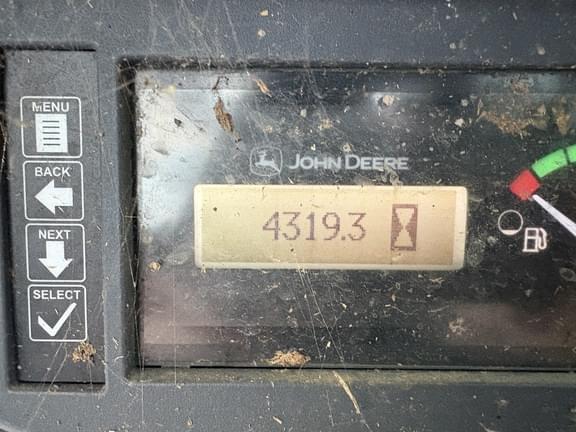 MENU
BACK
NEXT
SELECT
JOHN DEERE
4319.3